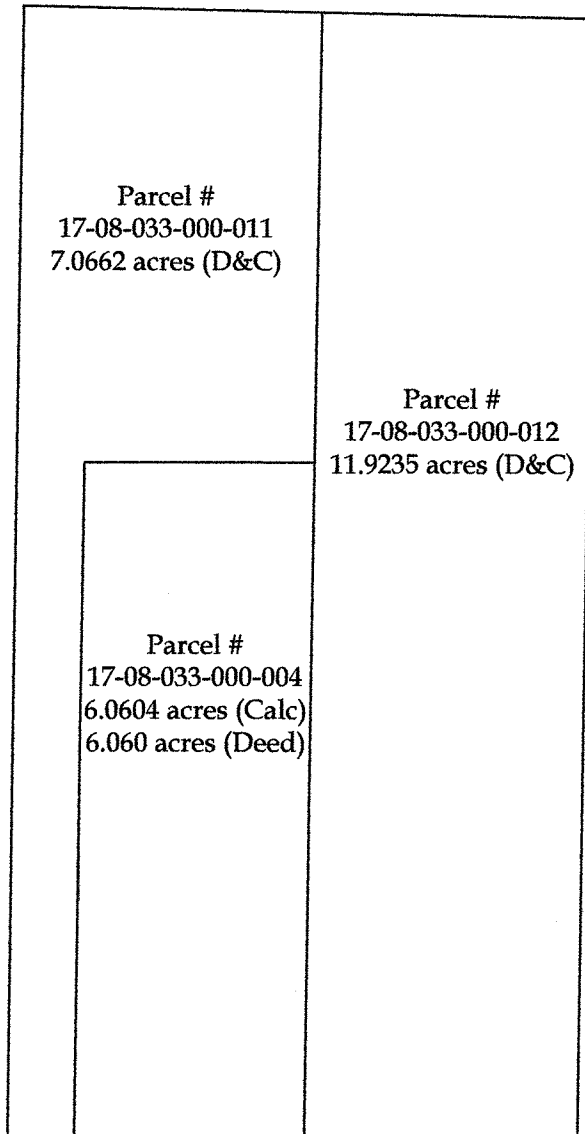 Parcel #
17-08-033-000-011
7.0662 acres (D&C)
Parcel #
17-08-033-000-012
11.9235 acres (D&C)
Parcel #
17-08-033-000-004
6.0604 acres (Calc)
6.060 acres (Deed)